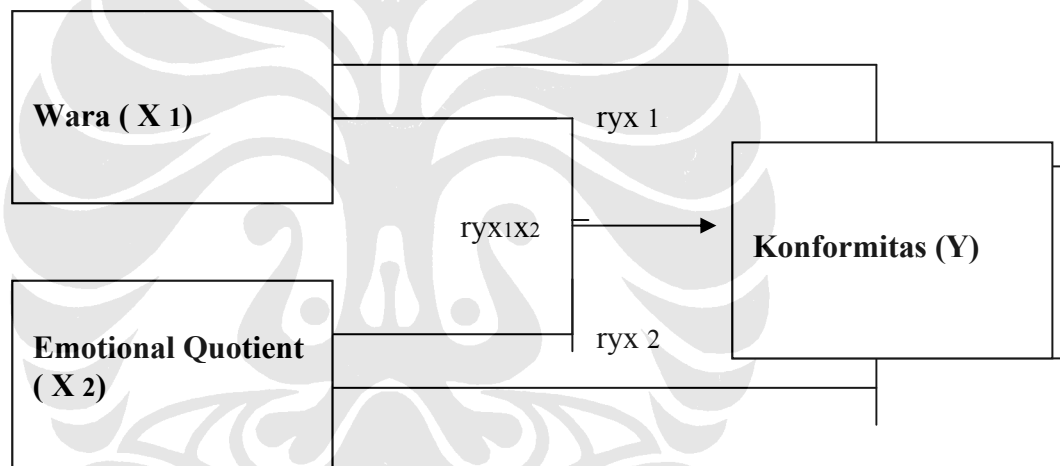 Wara ( X 1)
ryx 1
ryx1x2
Konformitas (Y)
ryx 2
Emotional Quotient
( X 2)